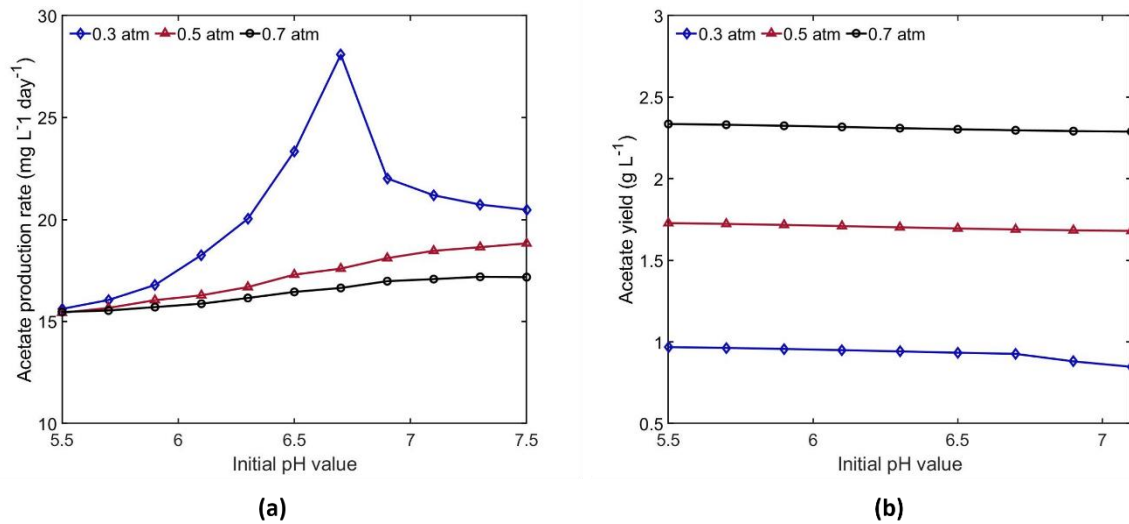 30
25
20
15
10
0.3 atm 0.5 atm 0.7 atm
Acetate production rate (mg L-1 day-1)
5.5 6 6.5 7 7.5
Initial pH value
(a)
3
2.5
2
1.5
1
0.5
0.3 atm 0.5 atm 0.7 atm
Acetate yield (g L-1)
5.5 6 6.5 7
Initial pH value
(b)